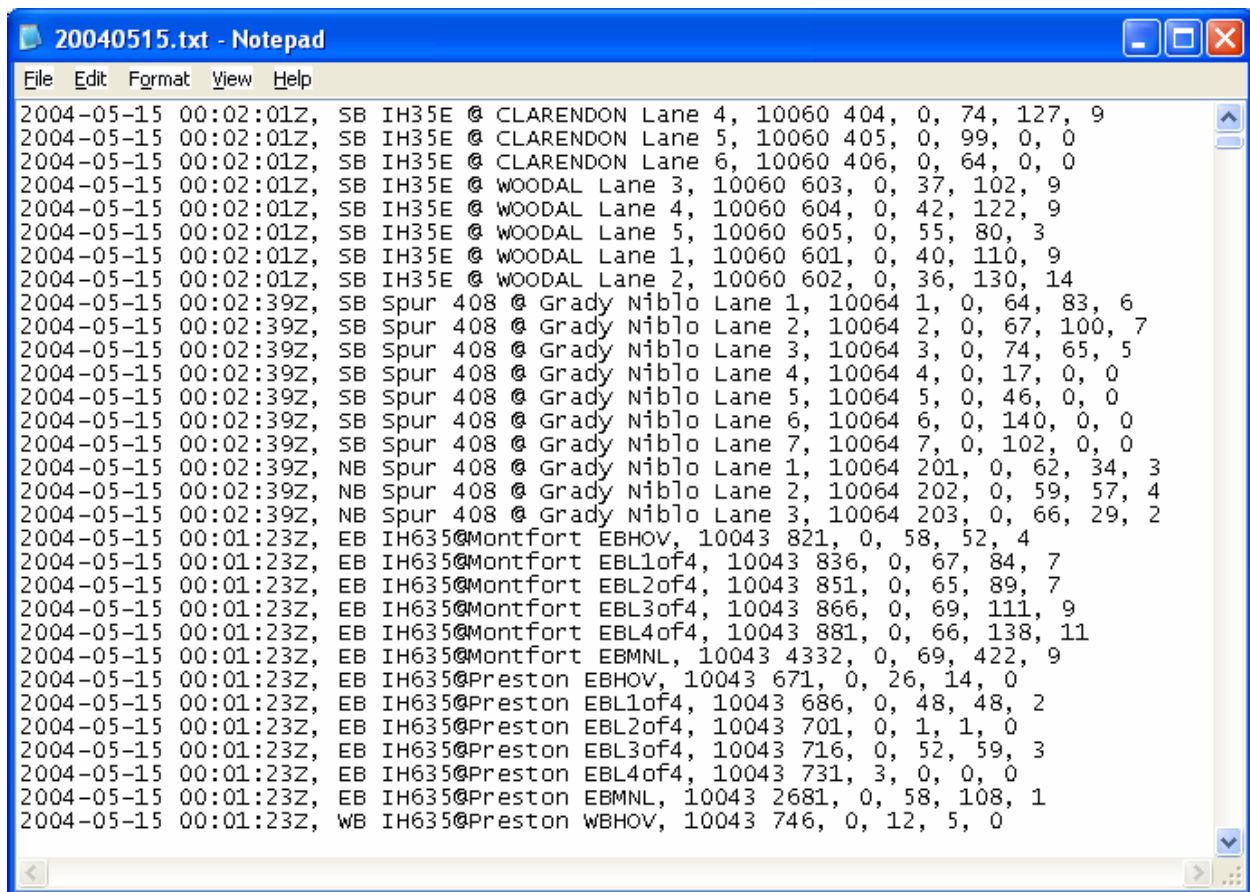 20040515.txt - Notepad
File Edit Format View Help
2004-05-15 00:02:01Z, SB IH35E @ CLARENDON Lane 4, 10060 404, 0, 74, 127, 9
2004-05-15 00:02:01Z, SB IH35E @ CLARENDON Lane 5, 10060 405, 0, 99, 0, 0
2004-05-15 00:02:01Z, SB IH35E @ CLARENDON Lane 6, 10060 406, 0, 64, 0, 0
2004-05-15 00:02:01Z, SB IH35E @ WOODAL Lane 3, 10060 603, 0, 37, 102, 9
2004-05-15 00:02:01Z, SB IH35E @ WOODAL Lane 4, 10060 604, 0, 42, 122, 9
2004-05-15 00:02:01Z, SB IH35E @ WOODAL Lane 5, 10060 605, 0, 55, 80, 3
2004-05-15 00:02:01Z, SB IH35E @ WOODAL Lane 1, 10060 601, 0, 40, 110, 9
2004-05-15 00:02:01Z, SB IH35E @ WOODAL Lane 2, 10060 602, 0, 36, 130, 14
2004-05-15 00:02:39Z, SB Spur 408 @ Grady Niblo Lane 1, 10064 1, 0, 64, 83, 6
2004-05-15 00:02:39Z, SB Spur 408 @ Grady Niblo Lane 2, 10064 2, 0, 67, 100, 7
2004-05-15 00:02:39Z, SB Spur 408 @ Grady Niblo Lane 3, 10064 3, 0, 74, 65, 5
2004-05-15 00:02:39Z, SB Spur 408 @ Grady Niblo Lane 4, 10064 4, 0, 17, 0, 0
2004-05-15 00:02:39Z, SB Spur 408 @ Grady Niblo Lane 5, 10064 5, 0, 46, 0, 0
2004-05-15 00:02:39Z, SB Spur 408 @ Grady Niblo Lane 6, 10064 6, 0, 140, 0, 0
2004-05-15 00:02:39Z, SB Spur 408 @ Grady Niblo Lane 7, 10064 7, 0, 102, 0, 0
2004-05-15 00:02:39Z, NB Spur 408 @ Grady Niblo Lane 1, 10064 201, 0, 62, 34, 3
2004-05-15 00:02:39Z, NB Spur 408 @ Grady Niblo Lane 2, 10064 202, 0, 59, 57, 4
2004-05-15 00:02:39Z, NB Spur 408 @ Grady Niblo Lane 3, 10064 203, 0, 66, 29, 2
2004-05-15 00:01:23Z, EB IH635@Montfort EBHOV, 10043 821, 0, 58, 52, 4
2004-05-15 00:01:23Z, EB IH635@Montfort EBL1of4, 10043 836, 0, 67, 84, 7
2004-05-15 00:01:23Z, EB IH635@Montfort EBL2of4, 10043 851, 0, 65, 89, 7
2004-05-15 00:01:23Z, EB IH635@Montfort EBL3of4, 10043 866, 0, 69, 111, 9
2004-05-15 00:01:23Z, EB IH635@Montfort EBL4of4, 10043 881, 0, 66, 138, 11
2004-05-15 00:01:23Z, EB IH635@Montfort EBMNL, 10043 4332, 0, 69, 422, 9
2004-05-15 00:01:23Z, EB IH635@Preston EBHOV, 10043 671, 0, 26, 14, 0
2004-05-15 00:01:23Z, EB IH635@Preston EBL1of4, 10043 686, 0, 48, 48, 2
2004-05-15 00:01:23Z, EB IH635@Preston EBL2of4, 10043 701, 0, 1, 1, 0
2004-05-15 00:01:23Z, EB IH635@Preston EBL3of4, 10043 716, 0, 52, 59, 3
2004-05-15 00:01:23Z, EB IH635@Preston EBL4of4, 10043 731, 3, 0, 0, 0
2004-05-15 00:01:23Z, EB IH635@Preston EBMNL, 10043 2681, 0, 58, 108, 1
2004-05-15 00:01:23Z, WB IH635@Preston WBHOV, 10043 746, 0, 12, 5, 0